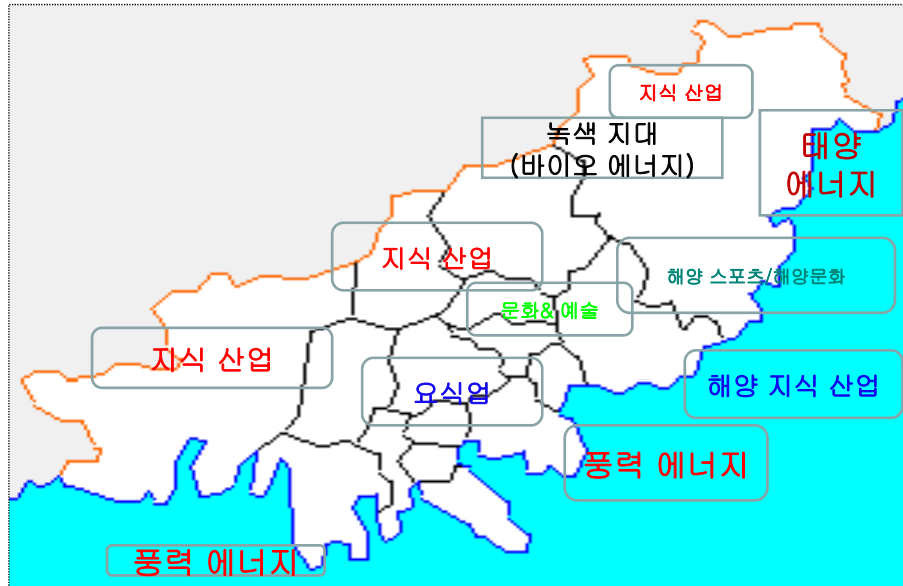 지식 산업
녹색 지대
(바이오 에너지)
태양
에너지
지식 산업
해양 스포츠/해양문화
문화& 예술
지식 산업
요식업
해양 지식 산업
풍력 에너지
풍력 에너지